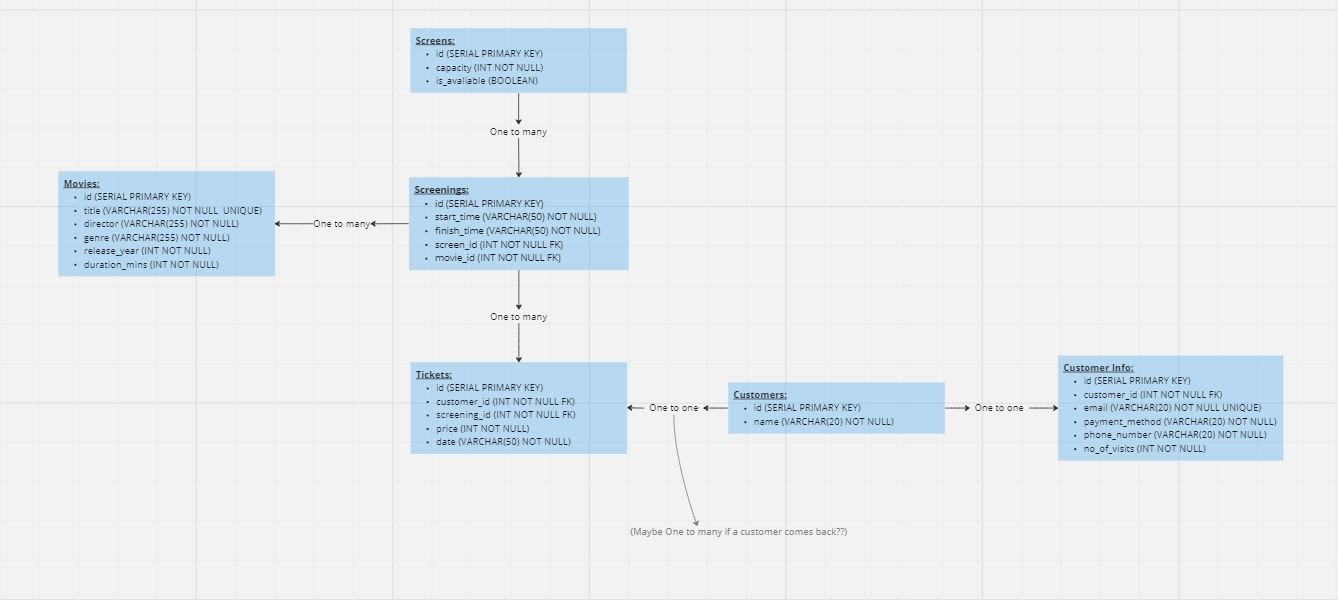 Screens:
• id (SERIAL PRIMARY KEY)
• capacity (INT NOT NULL)
• is_avaliable (BOOLEAN)
One to many
Movies:
• id (SERIAL PRIMARY KEY)
• title (VARCHAR(255) NOT NULL  UNIQUE)
• director (VARCHAR(255) NOT NULL)
• genre (VARCHAR(255) NOT NULL)
• release_year (INT NOT NULL)
• duration_mins (INT NOT NULL)
One to many
Screenings:
• id (SERIAL PRIMARY KEY)
• start_time (VARCHAR(50) NOT NULL)
• finish_time (VARCHAR(50) NOT NULL)
• screen_id (INT NOT NULL FK)
• movie_id (INT NOT NULL FK)
One to many
Tickets:
• id (SERIAL PRIMARY KEY)
• customer_id (INT NOT NULL FK)
• screening_id (INT NOT NULL FK)
• price (INT NOT NULL)
• date (VARCHAR(50) NOT NULL)
One to one
Customers:
• id (SERIAL PRIMARY KEY)
• name (VARCHAR(20) NOT NULL)
One to one
Customer Info:
• id (SERIAL PRIMARY KEY)
• customer_id (INT NOT NULL FK)
• email (VARCHAR(20) NOT NULL UNIQUE)
• payment_method (VARCHAR(20) NOT NULL)
• phone_number (VARCHAR(20) NOT NULL)
• no_of_visits (INT NOT NULL)
(Maybe One to many if a customer comes back??)